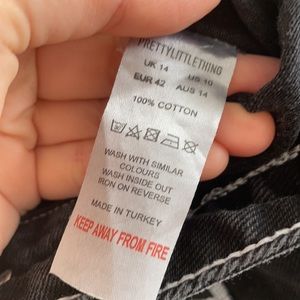 PRETTYLITTLETHING
UK 14 US 10
EUR 42 AUS 14
100% COTTON
WASH WITH SIMILAR
COLOURS
WASH INSIDE OUT
IRON ON REVERSE
MADE IN TURKEY
KEEP AWAY FROM FIRE